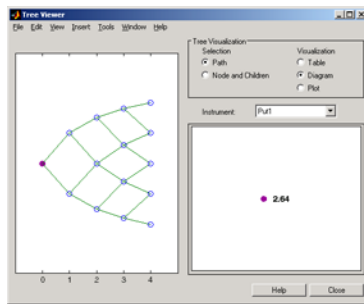 Tree Viewer
File Edit View Insert Tools Window Help
Tree Visualization
Selection
Visualization
Path
Table
Node and Children
Diagram
Plot
Instrument:
Put1
2.64
0 1 2 3 4
Help
Close